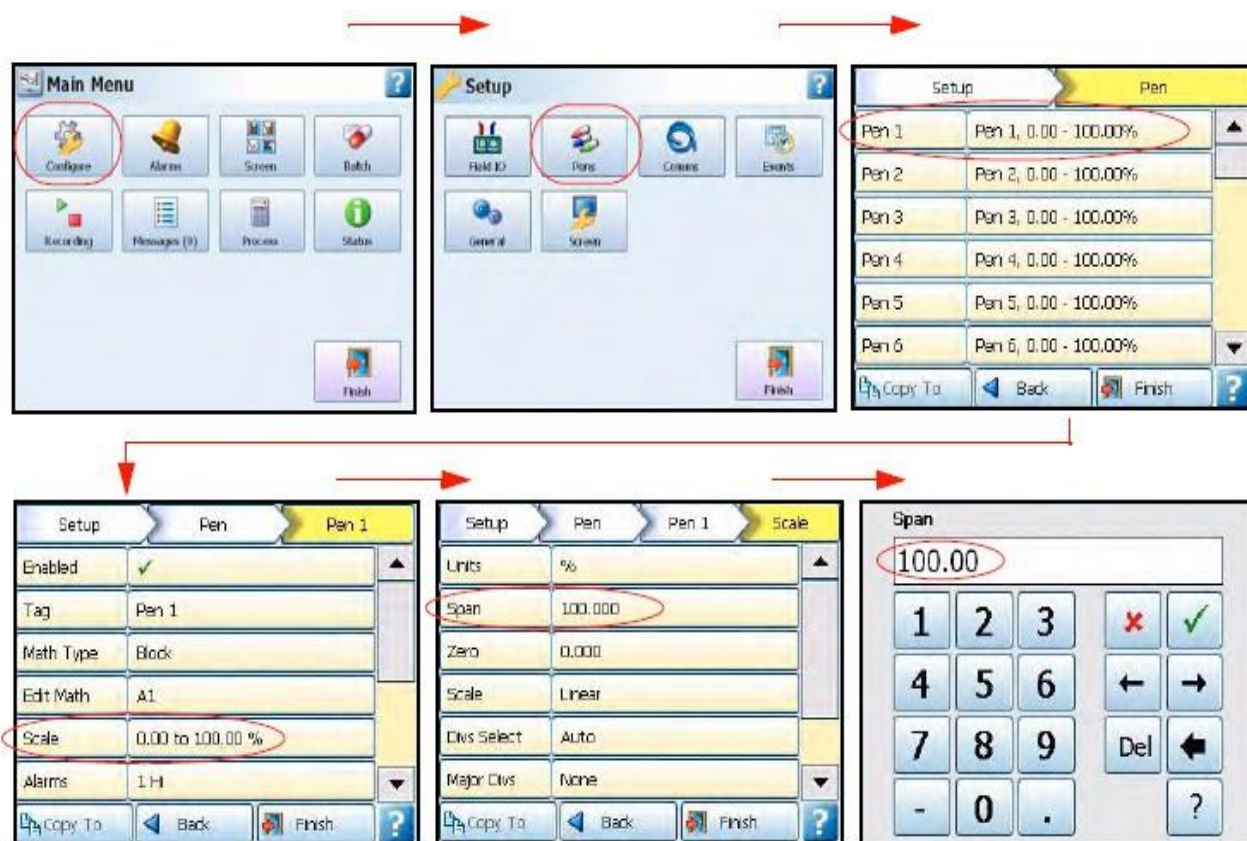 Main Menu
?
Configure
Alarms
Screen
Batch
Recording
Messages (9)
Process
Status
Finish
Setup
?
Field IO
Pens
Comms
Events
General
Screen
Finish
Setup Pen
Pen 1 Pen 1, 0.00 - 100.00%
Pen 2 Pen 2, 0.00 - 100.00%
Pen 3 Pen 3, 0.00 - 100.00%
Pen 4 Pen 4, 0.00 - 100.00%
Pen 5 Pen 5, 0.00 - 100.00%
Pen 6 Pen 6, 0.00 - 100.00%
Copy To Back Finish ?
Setup Pen Pen 1
Enabled ✓
Tag Pen 1
Math Type Block
Edit Math A1
Scale 0.00 to 100.00 %
Alarms 1 Hi
Copy To Back Finish ?
Setup Pen Pen 1 Scale
Units %
Span 100.000
Zero 0.000
Scale Linear
Divs Select Auto
Major Divs None
Copy To Back Finish ?
Span
100.00
1 2 3
4 5 6
7 8 9 Del
- 0 . ?